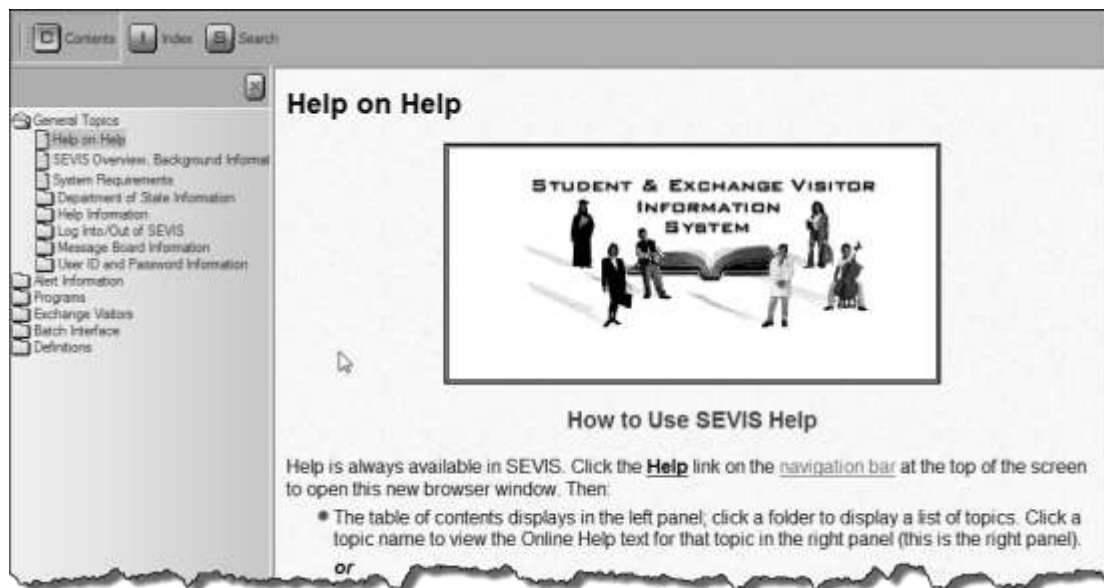 Contents Index Search
General Topics
Help on Help
SEVIS Overview, Background Informat
System Requirements
Department of State Information
Help Information
Log Into/Out of SEVIS
Message Board Information
User ID and Password Information
Alert Information
Programs
Exchange Visitors
Batch Interface
Definitions
Help on Help
STUDENT & EXCHANGE VISITOR
INFORMATION
SYSTEM
How to Use SEVIS Help
Help is always available in SEVIS. Click the Help link on the navigation bar at the top of the screen
to open this new browser window. Then:
• The table of contents displays in the left panel; click a folder to display a list of topics. Click a
topic name to view the Online Help text for that topic in the right panel (this is the right panel).
or